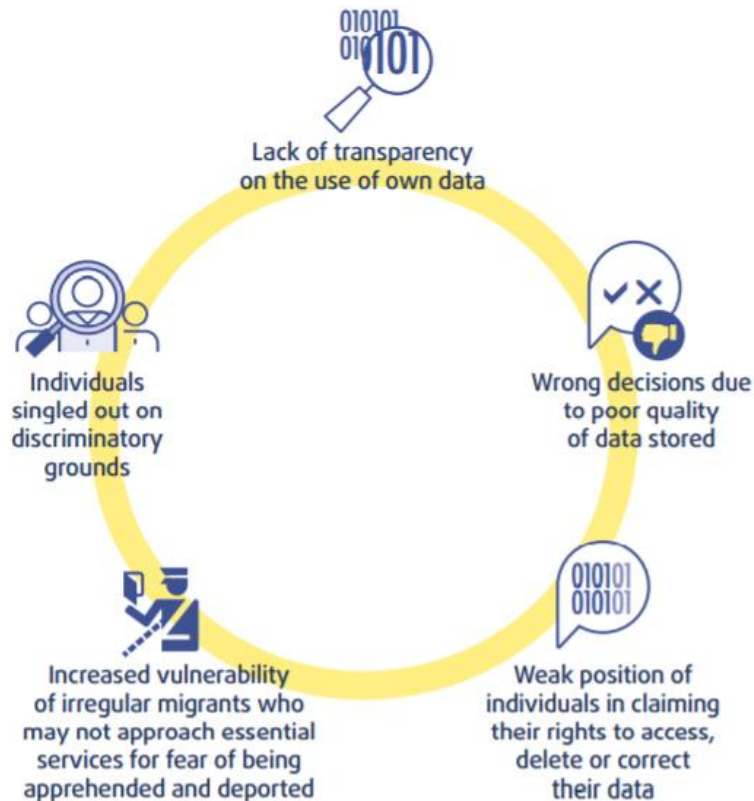 010101
010101
Lack of transparency
on the use of own data
Wrong decisions due
to poor quality
of data stored
010101
010101
Weak position of
individuals in claiming
their rights to access,
delete or correct
their data
Increased vulnerability
of irregular migrants who
may not approach essential
services for fear of being
apprehended and deported
Individuals
singled out on
discriminatory
grounds